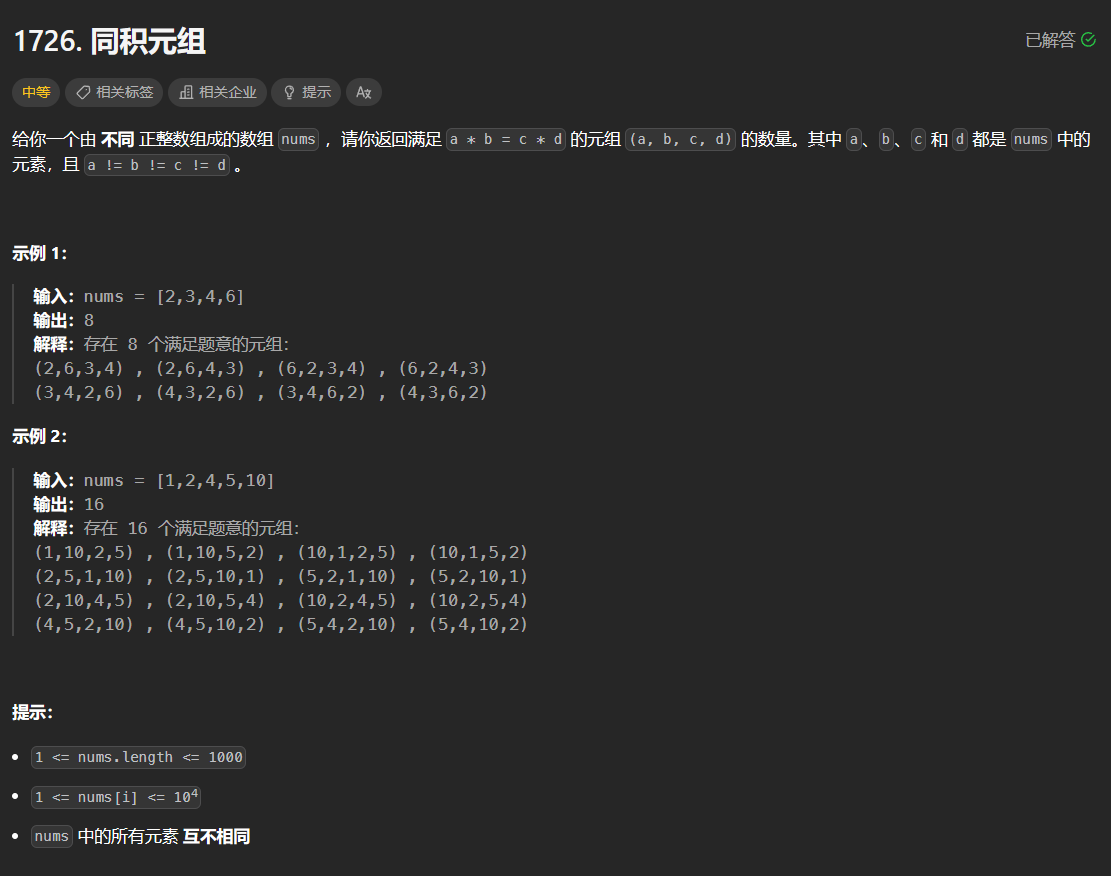 1726. 同积元组
已解答
中等 相关标签 相关企业 提示 Aあ
给你一个由 不同 正整数组成的数组 nums ，请你返回满足 a * b = c * d 的元组 (a, b, c, d) 的数量。其中 a、b、c 和 d 都是 nums 中的
元素，且 a != b != c != d 。
示例 1：
输入：nums = [2,3,4,6]
输出：8
解释：存在 8 个满足题意的元组：
(2,6,3,4) , (2,6,4,3) , (6,2,3,4) , (6,2,4,3)
(3,4,2,6) , (4,3,2,6) , (3,4,6,2) , (4,3,6,2)
示例 2：
输入：nums = [1,2,4,5,10]
输出：16
解释：存在 16 个满足题意的元组：
(1,10,2,5) , (1,10,5,2) , (10,1,2,5) , (10,1,5,2)
(2,5,1,10) , (2,5,10,1) , (5,2,1,10) , (5,2,10,1)
(2,10,4,5) , (2,10,5,4) , (10,2,4,5) , (10,2,5,4)
(4,5,2,10) , (4,5,10,2) , (5,4,2,10) , (5,4,10,2)
提示：
• 1 <= nums.length <= 1000
• 1 <= nums[i] <= 10⁴
• nums 中的所有元素 互不相同